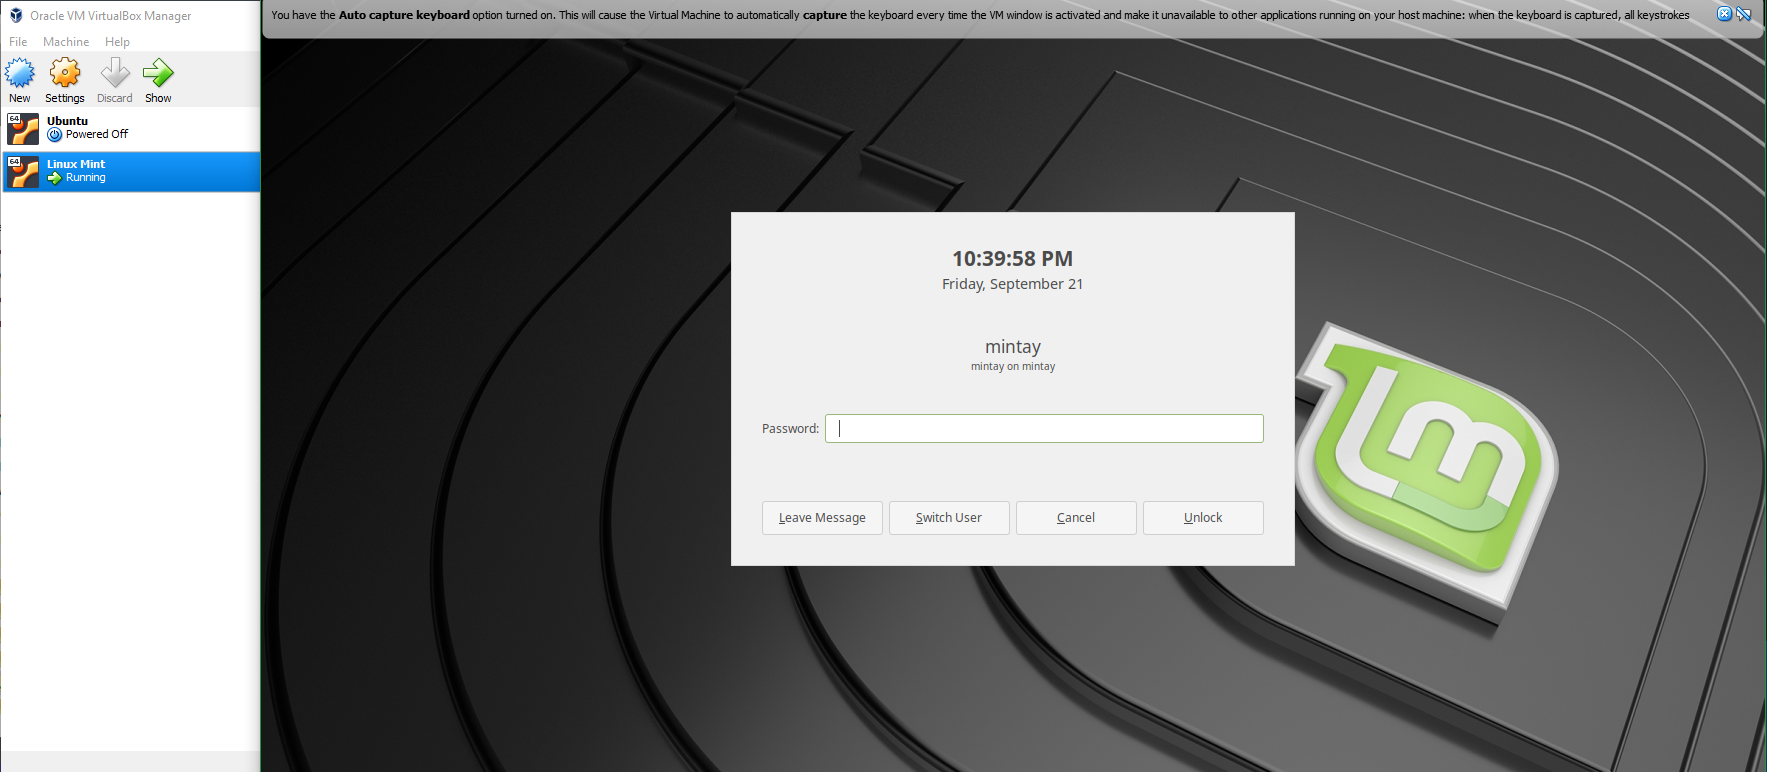 Oracle VM VirtualBox Manager
File Machine Help
New Settings Discard Show
64 Ubuntu
Powered Off
64 Linux Mint
Running
You have the Auto capture keyboard option turned on. This will cause the Virtual Machine to automatically capture the keyboard every time the VM window is activated and make it unavailable to other applications running on your host machine: when the keyboard is captured, all keystrokes
10:39:58 PM
Friday, September 21
mintay
mintay on mintay
Password:
Leave Message Switch User Cancel Unlock
lm